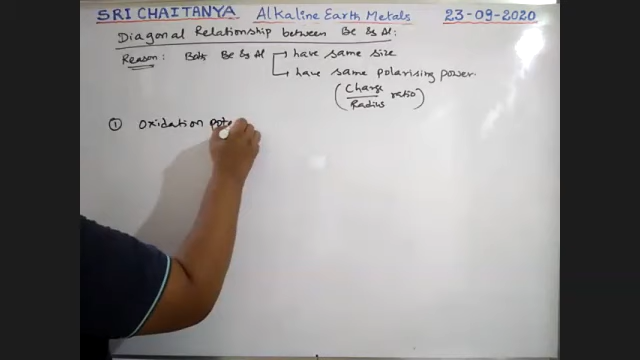 SRI CHAITANYA Alkaline Earth Metals 23-09-2020
Diagonal Relationship between Be & Al:
Reason: Both Be & Al → have same size
→ have same polarising power.
(Charge/Radius ratio)
① Oxidation pote